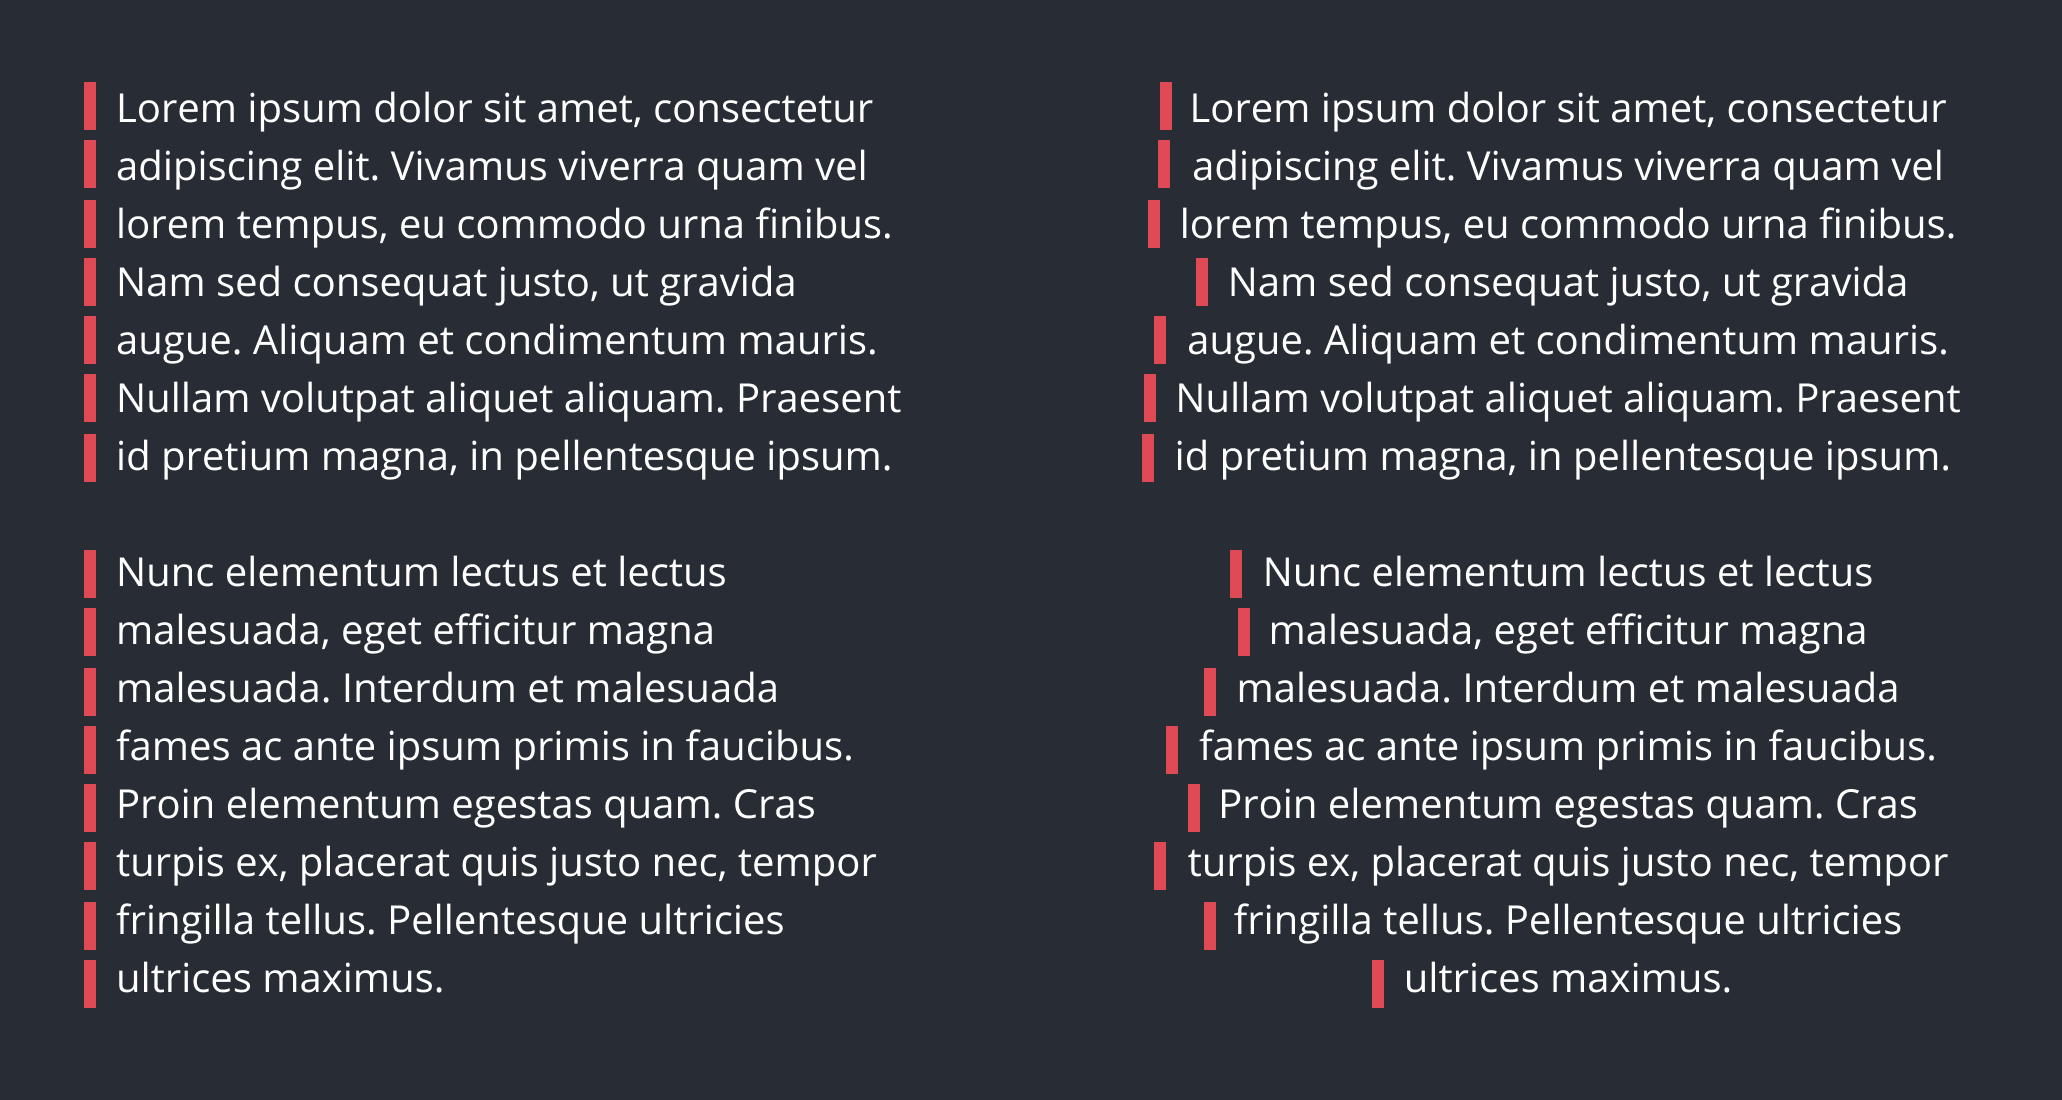 Lorem ipsum dolor sit amet, consectetur
adipiscing elit. Vivamus viverra quam vel
lorem tempus, eu commodo urna finibus.
Nam sed consequat justo, ut gravida
augue. Aliquam et condimentum mauris.
Nullam volutpat aliquet aliquam. Praesent
id pretium magna, in pellentesque ipsum.
Nunc elementum lectus et lectus
malesuada, eget efficitur magna
malesuada. Interdum et malesuada
fames ac ante ipsum primis in faucibus.
Proin elementum egestas quam. Cras
turpis ex, placerat quis justo nec, tempor
fringilla tellus. Pellentesque ultricies
ultrices maximus.
Lorem ipsum dolor sit amet, consectetur
adipiscing elit. Vivamus viverra quam vel
lorem tempus, eu commodo urna finibus.
Nam sed consequat justo, ut gravida
augue. Aliquam et condimentum mauris.
Nullam volutpat aliquet aliquam. Praesent
id pretium magna, in pellentesque ipsum.
Nunc elementum lectus et lectus
malesuada, eget efficitur magna
malesuada. Interdum et malesuada
fames ac ante ipsum primis in faucibus.
Proin elementum egestas quam. Cras
turpis ex, placerat quis justo nec, tempor
fringilla tellus. Pellentesque ultricies
ultrices maximus.